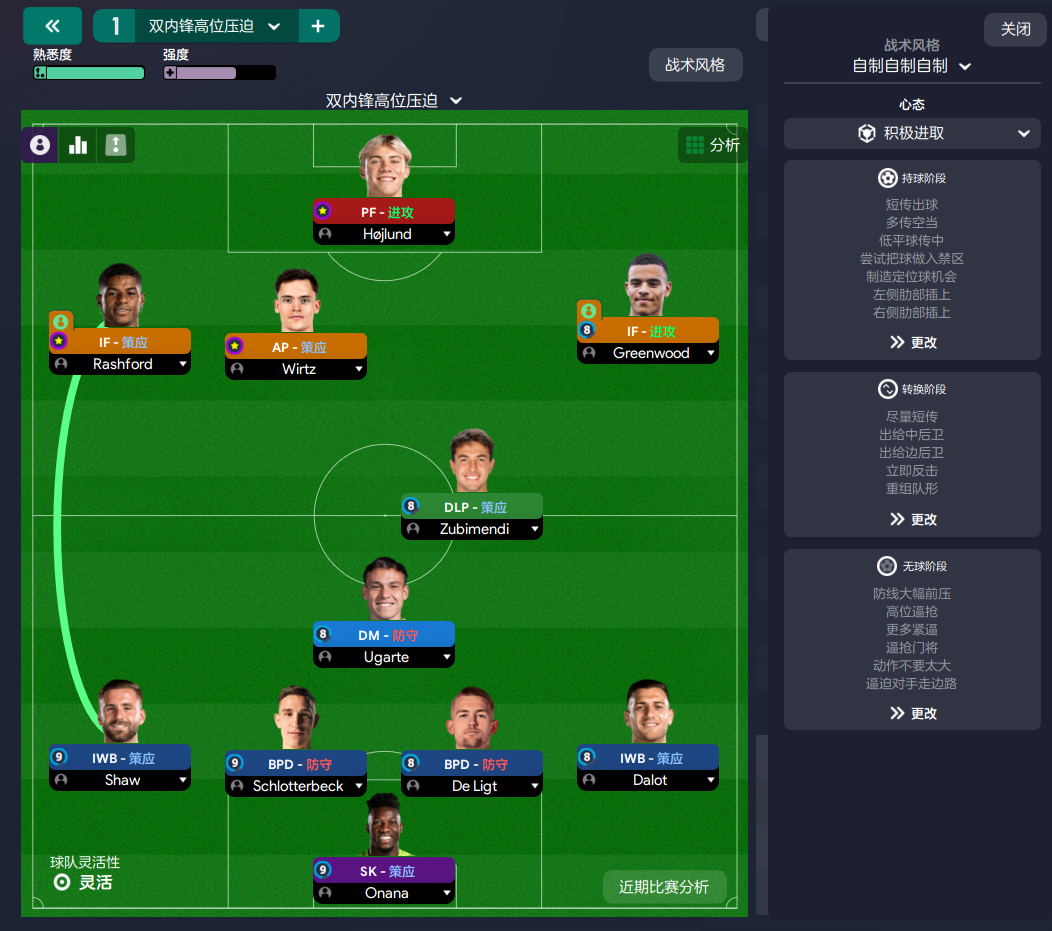 1 双内锋高位压迫
熟悉度 强度
战术风格
双内锋高位压迫
分析
PF - 进攻
Højlund
IF - 策应
Rashford
AP - 策应
Wirtz
8 IF - 进攻
Greenwood
8 DLP - 策应
Zubimendi
8 DM - 防守
Ugarte
9 IWB - 策应
Shaw
9 BPD - 防守
Schlotterbeck
8 BPD - 防守
De Ligt
8 IWB - 策应
Dalot
9 SK - 策应
Onana
球队灵活性
灵活
近期比赛分析
关闭
战术风格
自制自制自制
心态
积极进取
持球阶段
短传出球
多传空当
低平球传中
尝试把球做入禁区
制造定位球机会
左侧肋部插上
右侧肋部插上
更改
转换阶段
尽量短传
出给中后卫
出给边后卫
立即反击
重组队形
更改
无球阶段
防线大幅前压
高位逼抢
更多紧逼
逼抢门将
动作不要太大
逼迫对手走边路
更改